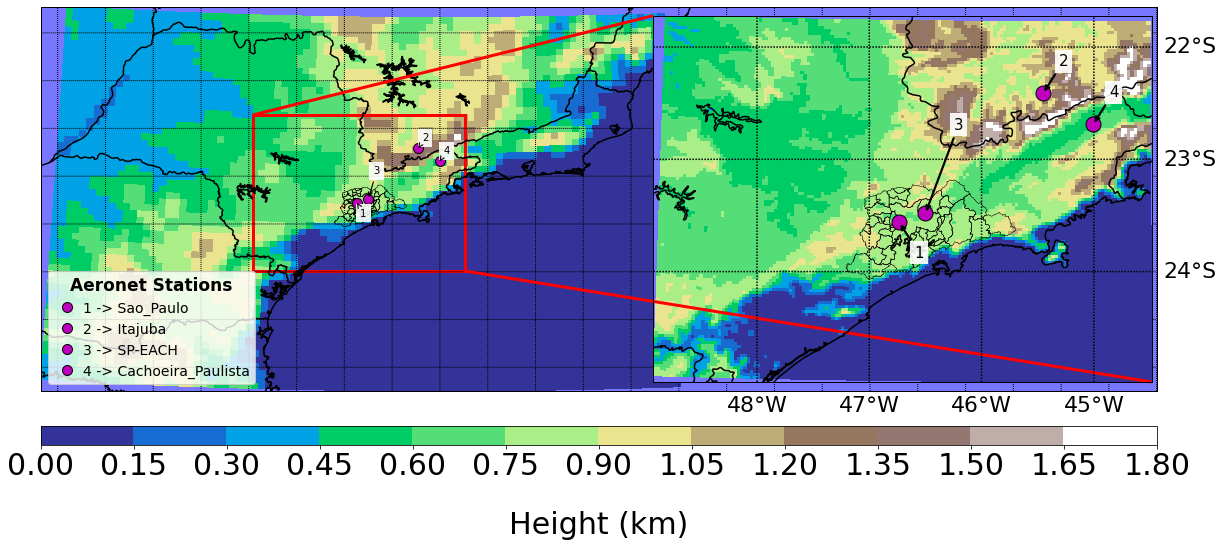 2
4
3
1
Aeronet Stations
1 -> Sao_Paulo
2 -> Itajuba
3 -> SP-EACH
4 -> Cachoeira_Paulista
2
4
3
1
22°S
23°S
24°S
48°W 47°W 46°W 45°W
0.00 0.15 0.30 0.45 0.60 0.75 0.90 1.05 1.20 1.35 1.50 1.65 1.80
Height (km)